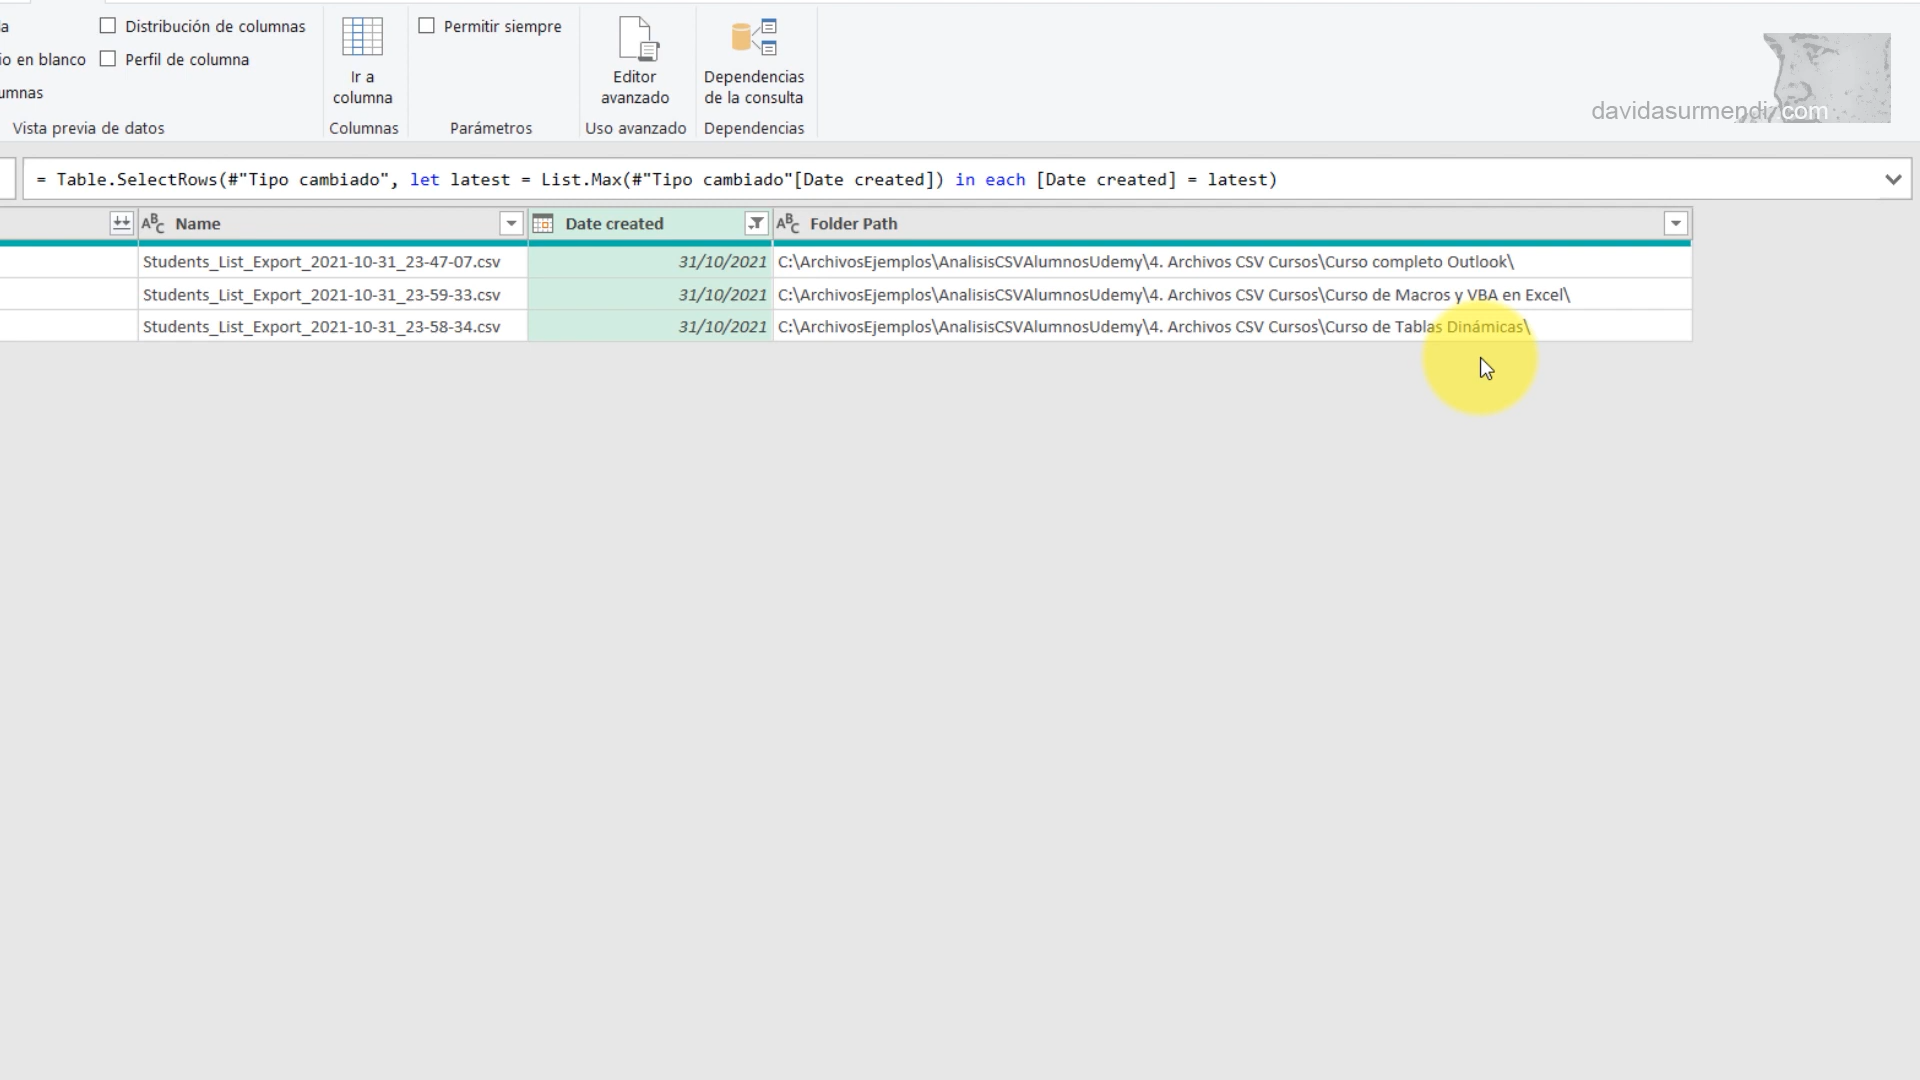 a
Distribución de columnas
Permitir siempre
io en blanco
Perfil de columna
umnas
Ir a
columna
Editor
avanzado
Dependencias
de la consulta
Vista previa de datos
Columnas
Parámetros
Uso avanzado
Dependencias
davidasurmendi.com
= Table.SelectRows(#"Tipo cambiado", let latest = List.Max(#"Tipo cambiado"[Date created]) in each [Date created] = latest)
ABC Name
Date created
ABC Folder Path
Students_List_Export_2021-10-31_23-47-07.csv 31/10/2021 C:\ArchivosEjemplos\AnalisisCSVAlumnosUdemy\4. Archivos CSV Cursos\Curso completo Outlook\
Students_List_Export_2021-10-31_23-59-33.csv 31/10/2021 C:\ArchivosEjemplos\AnalisisCSVAlumnosUdemy\4. Archivos CSV Cursos\Curso de Macros y VBA en Excel\
Students_List_Export_2021-10-31_23-58-34.csv 31/10/2021 C:\ArchivosEjemplos\AnalisisCSVAlumnosUdemy\4. Archivos CSV Cursos\Curso de Tablas Dinámicas\